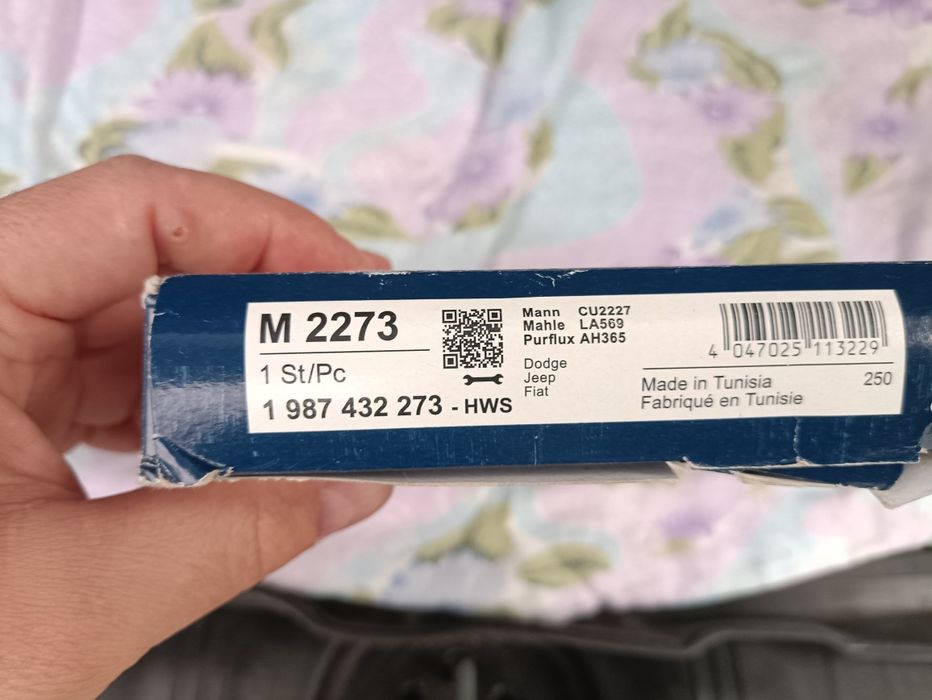 M 2273
1 St/Pc
1 987 432 273 - HWS
Mann CU2227
Mahle LA569
Purflux AH365
Dodge
Jeep
Fiat
4 047025 113229
Made in Tunisia 250
Fabriqué en Tunisie